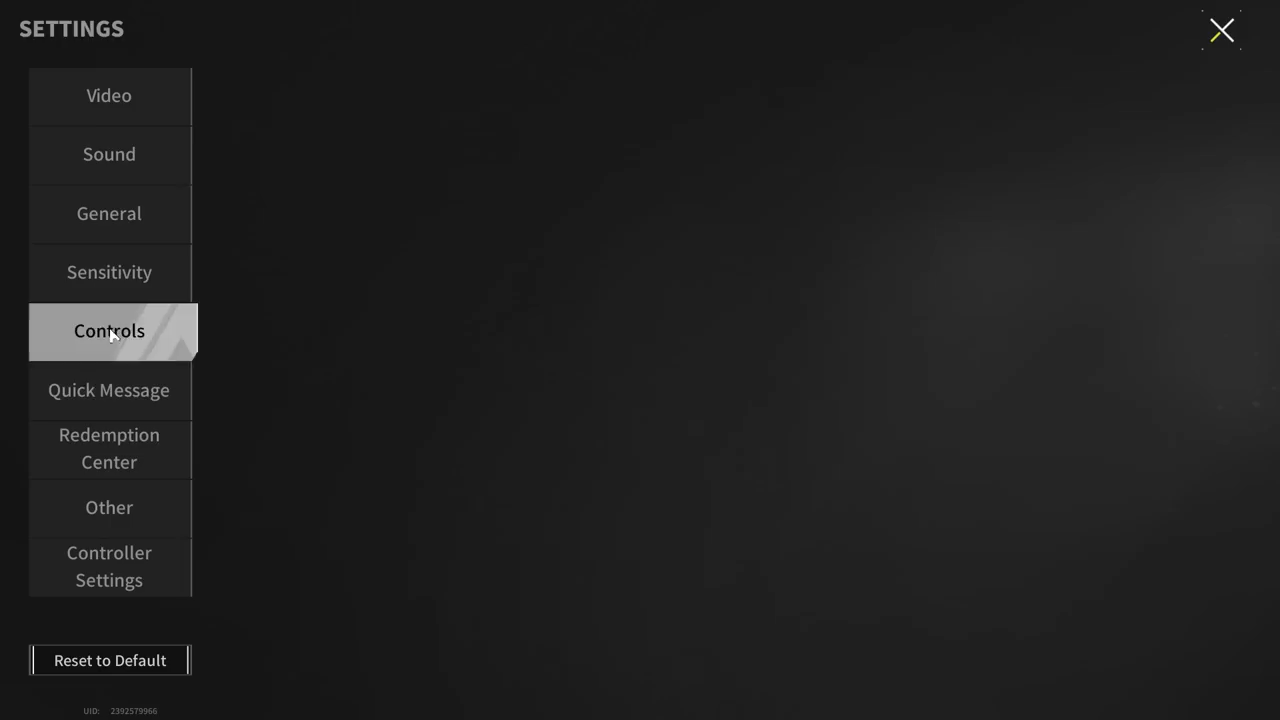 SETTINGS
Video
Sound
General
Sensitivity
Controls
Quick Message
Redemption
Center
Other
Controller
Settings
Reset to Default
UID: 2392579966